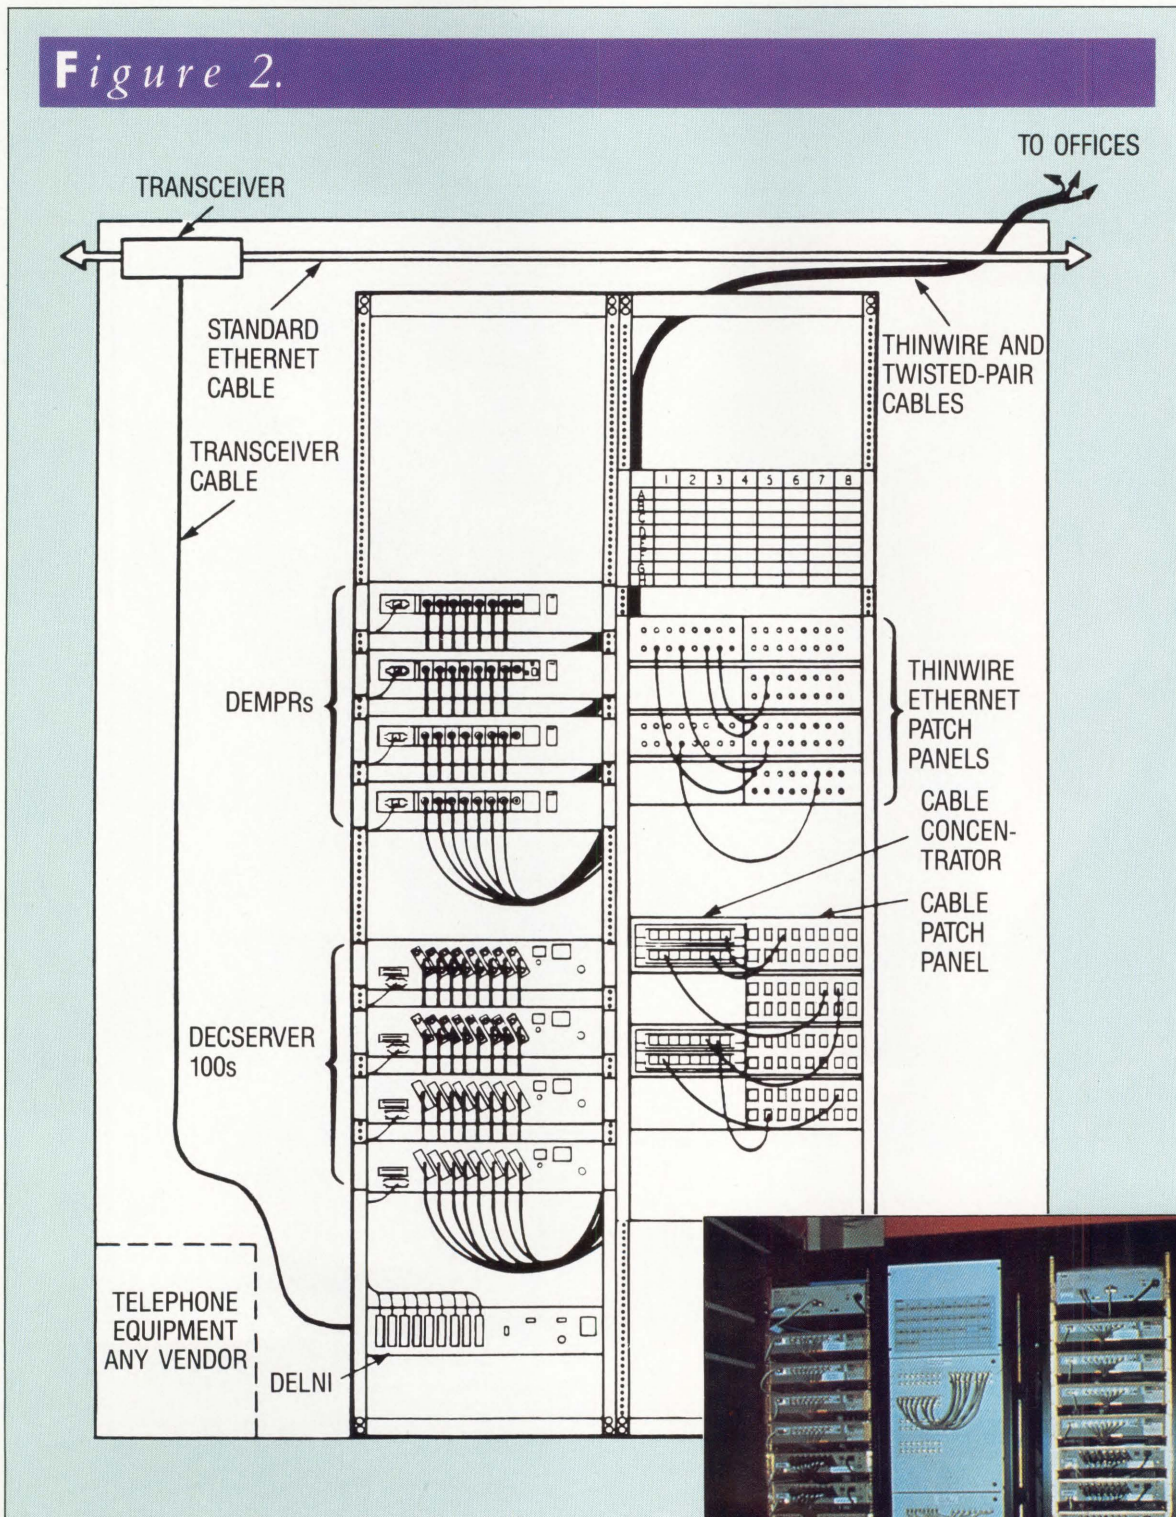 Figure 2.
TO OFFICES
TRANSCEIVER
STANDARD
ETHERNET
CABLE
THINWIRE AND
TWISTED-PAIR
CABLES
TRANSCEIVER
CABLE
1 2 3 4 5 6 7 8
A
B
C
D
E
F
G
H
DEMPRs
THINWIRE
ETHERNET
PATCH
PANELS
CABLE
CONCEN-
TRATOR
CABLE
PATCH
PANEL
DECSERVER
100s
TELEPHONE
EQUIPMENT
ANY VENDOR
DELNI